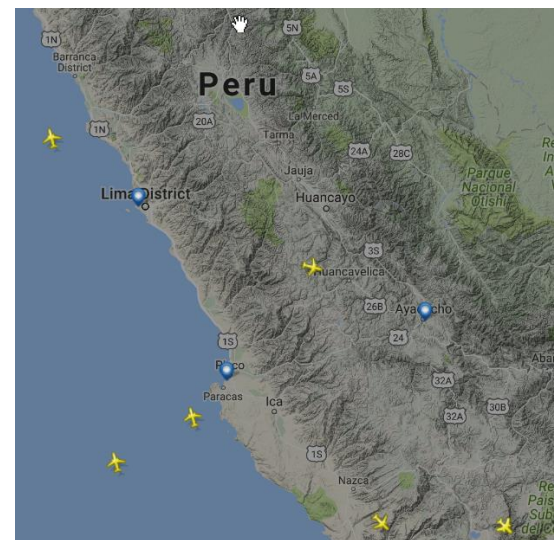 1N
5N
Barranca
District
Peru
5A
5S
La Merced
20A
1N
Tarma
24A
28C
Jauja
Parque
Nacional
Otishi
Lima District
Huancayo
3S
Huancavelica
26B
Ayacucho
1S
24
Pisco
32A
Paracas
Ica
30B
32A
1S
Nazca